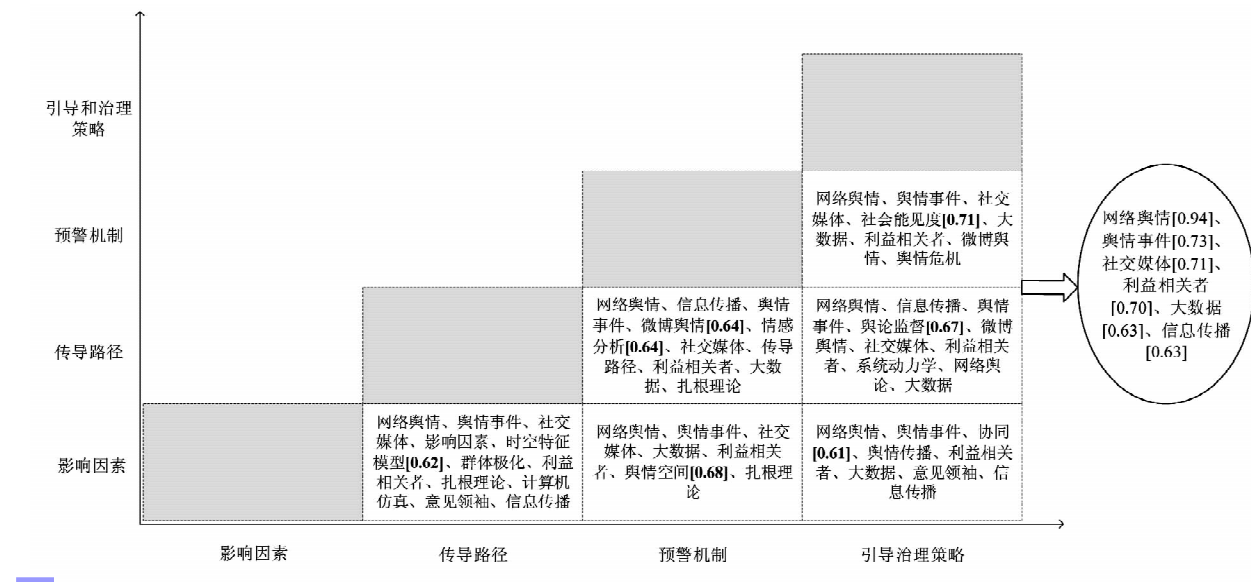 引导和治理
策略
网络舆情、舆情事件、社交
媒体、社会能见度[0.71]、大
数据、利益相关者、微博舆
情、舆情危机
预警机制
网络舆情[0.94]、
舆情事件[0.73]、
社交媒体[0.71]、
利益相关者
[0.70]、大数据
[0.63]、信息传播
[0.63]
网络舆情、信息传播、舆情
事件、微博舆情[0.64]、情感
分析[0.64]、社交媒体、传导
路径、利益相关者、大数
据、扎根理论
网络舆情、信息传播、舆情
事件、舆论监督[0.67]、微博
舆情、社交媒体、利益相关
者、系统动力学、网络舆
论、大数据
传导路径
网络舆情、舆情事件、社交
媒体、影响因素、时空特征
模型[0.62]、群体极化、利益
相关者、扎根理论、计算机
仿真、意见领袖、信息传播
网络舆情、舆情事件、社交
媒体、大数据、利益相关
者、舆情空间[0.68]、扎根理
论
网络舆情、舆情事件、协同
[0.61]、舆情传播、利益相关
者、大数据、意见领袖、信
息传播
影响因素
影响因素
传导路径
预警机制
引导治理策略